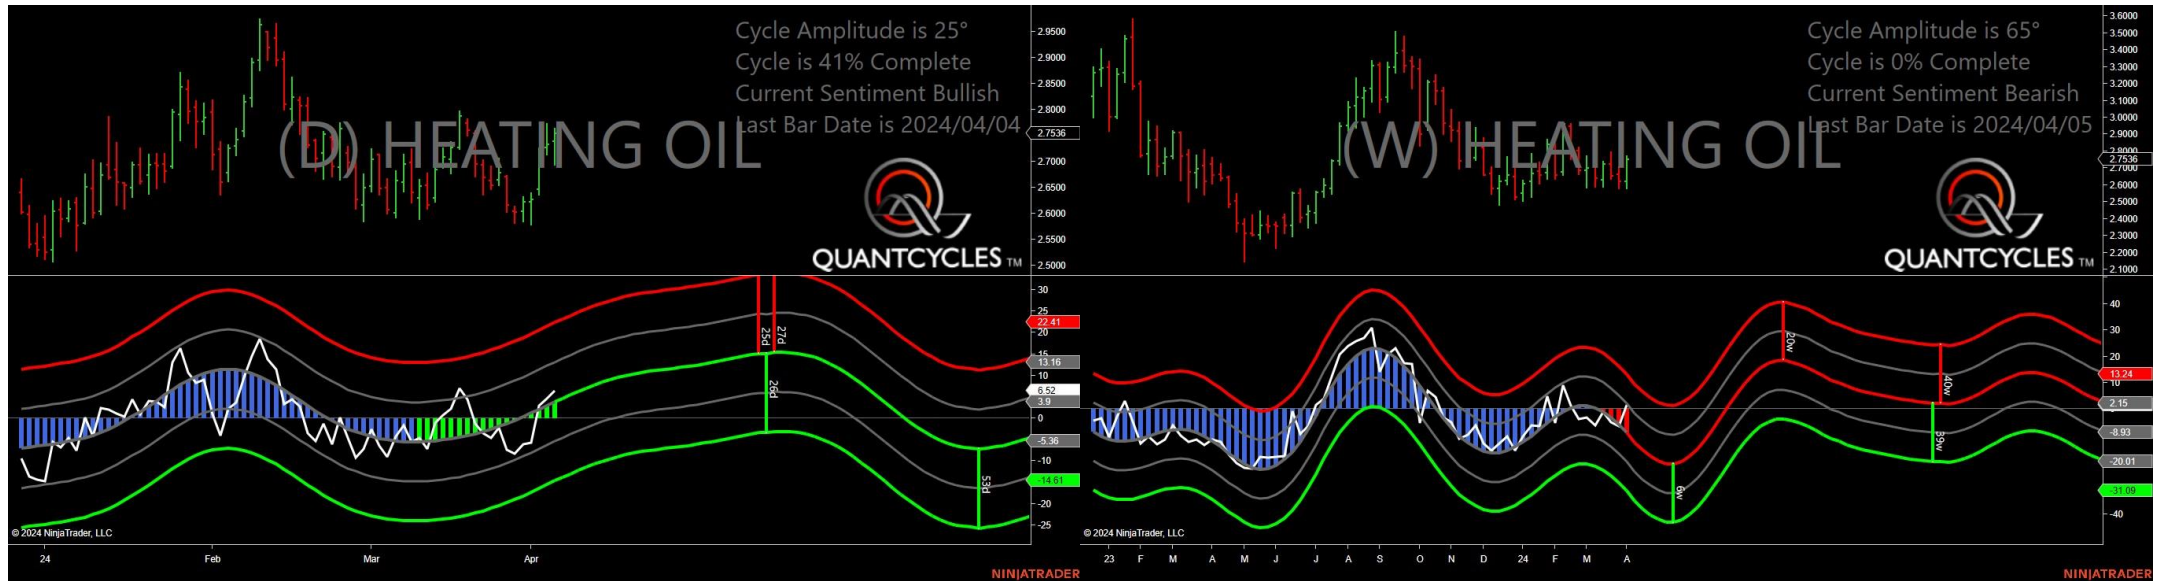 Cycle Amplitude is 25°
Cycle is 41% Complete
Current Sentiment Bullish
Last Bar Date is 2024/04/04
(D) HEATING OIL
QUANTCYCLES TM
2.9500
2.9000
2.8500
2.8000
2.7536
2.7000
2.6500
2.6000
2.5500
2.5000
30
25
22.41
20
15
13.16
10
6.52
3.9
0
-5.36
-10
-14.61
-20
-25
25d
27d
26d
53d
© 2024 NinjaTrader, LLC
24 Feb Mar Apr
NINJATRADER
Cycle Amplitude is 65°
Cycle is 0% Complete
Current Sentiment Bearish
Last Bar Date is 2024/04/05
(W) HEATING OIL
QUANTCYCLES TM
3.6000
3.5000
3.4000
3.3000
3.2000
3.1000
3.0000
2.9000
2.8000
2.7536
2.7000
2.6000
2.5000
2.4000
2.3000
2.2000
2.1000
40
30
20
13.24
10
2.15
-8.93
-20.01
-31.09
-40
20w
40w
39w
6w
© 2024 NinjaTrader, LLC
23 F M A M J J A S O N D 24 F M A
NINJATRADER